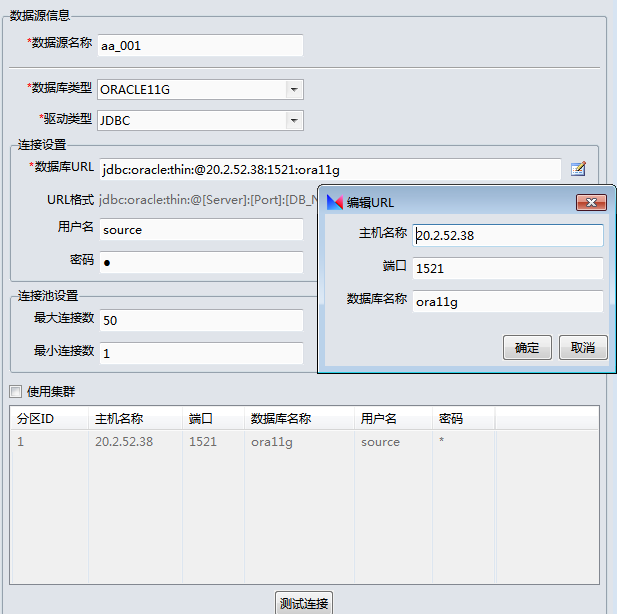 数据源信息
*数据源名称 aa_001
*数据库类型 ORACLE11G
*驱动类型 JDBC
连接设置
*数据库URL jdbc:oracle:thin:@20.2.52.38:1521:ora11g
URL格式 jdbc:oracle:thin:@[Server]:[Port]:[DB_N
用户名 source
密码 ●
连接池设置
最大连接数 50
最小连接数 1
编辑URL
主机名称 20.2.52.38
端口 1521
数据库名称 ora11g
确定 取消
使用集群
分区ID 主机名称 端口 数据库名称 用户名 密码
1 20.2.52.38 1521 ora11g source *
测试连接